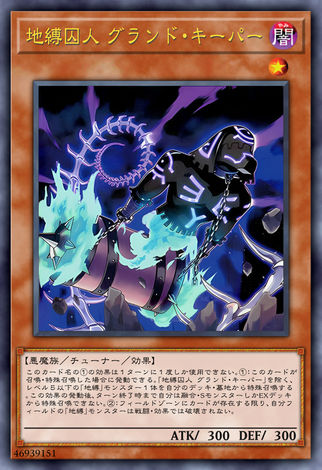 地縛囚人 グランド・キーパー
闇
【悪魔族／チューナー／効果】
このカード名の①の効果は１ターンに１度しか使用できない。①：このカードが
召喚・特殊召喚した場合に発動できる。「地縛囚人 グランド・キーパー」を除く、
レベル５以下の「地縛」モンスター１体を自分のデッキ・墓地から特殊召喚する
。この効果の発動後、ターン終了時まで自分は融合・SモンスターしかEXデッキ
から特殊召喚できない。②：フィールドゾーンにカードが存在する限り、自分フ
ィールドの「地縛」モンスターは戦闘・効果では破壊されない。
ATK/ 300 DEF/ 300
46939151